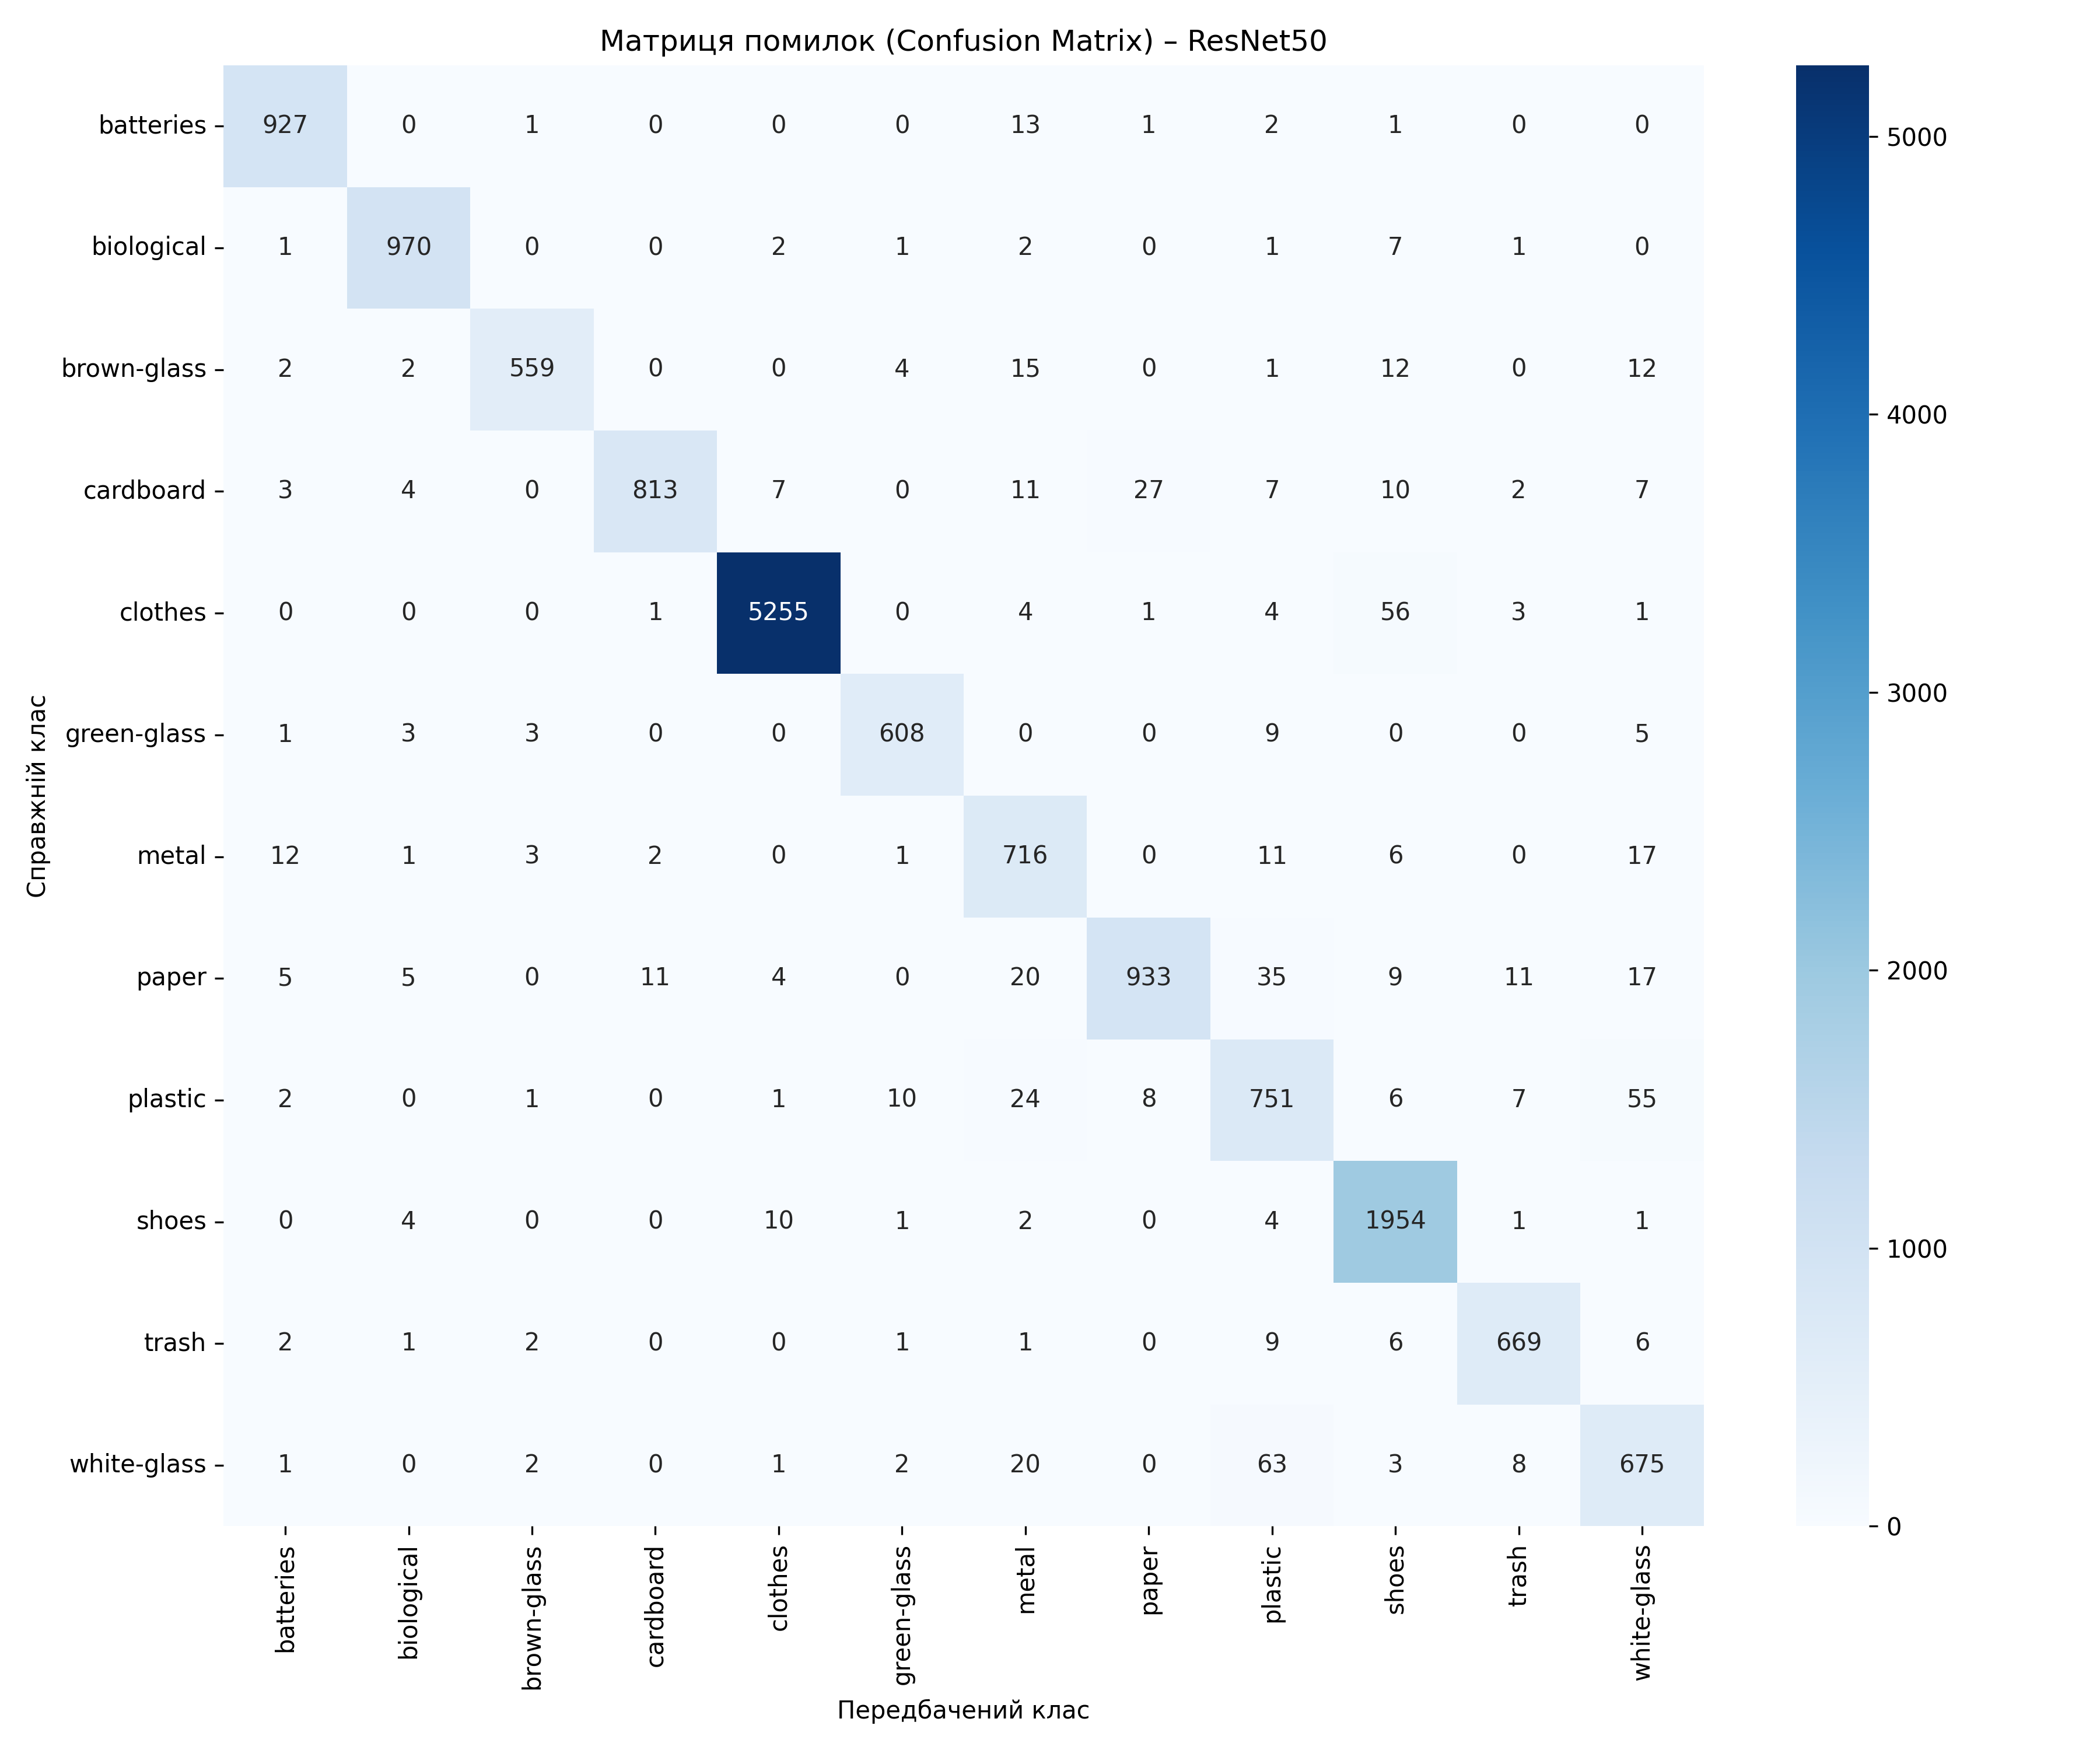 Матриця помилок (Confusion Matrix) – ResNet50
batteries 927 0 1 0 0 0 13 1 2 1 0 0
biological 1 970 0 0 2 1 2 0 1 7 1 0
brown-glass 2 2 559 0 0 4 15 0 1 12 0 12
cardboard 3 4 0 813 7 0 11 27 7 10 2 7
clothes 0 0 0 1 5255 0 4 1 4 56 3 1
green-glass 1 3 3 0 0 608 0 0 9 0 0 5
metal 12 1 3 2 0 1 716 0 11 6 0 17
paper 5 5 0 11 4 0 20 933 35 9 11 17
plastic 2 0 1 0 1 10 24 8 751 6 7 55
shoes 0 4 0 0 10 1 2 0 4 1954 1 1
trash 2 1 2 0 0 1 1 0 9 6 669 6
white-glass 1 0 2 0 1 2 20 0 63 3 8 675
batteries biological brown-glass cardboard clothes green-glass metal paper plastic shoes trash white-glass
Передбачений клас
Справжній клас
5000
4000
3000
2000
1000
0